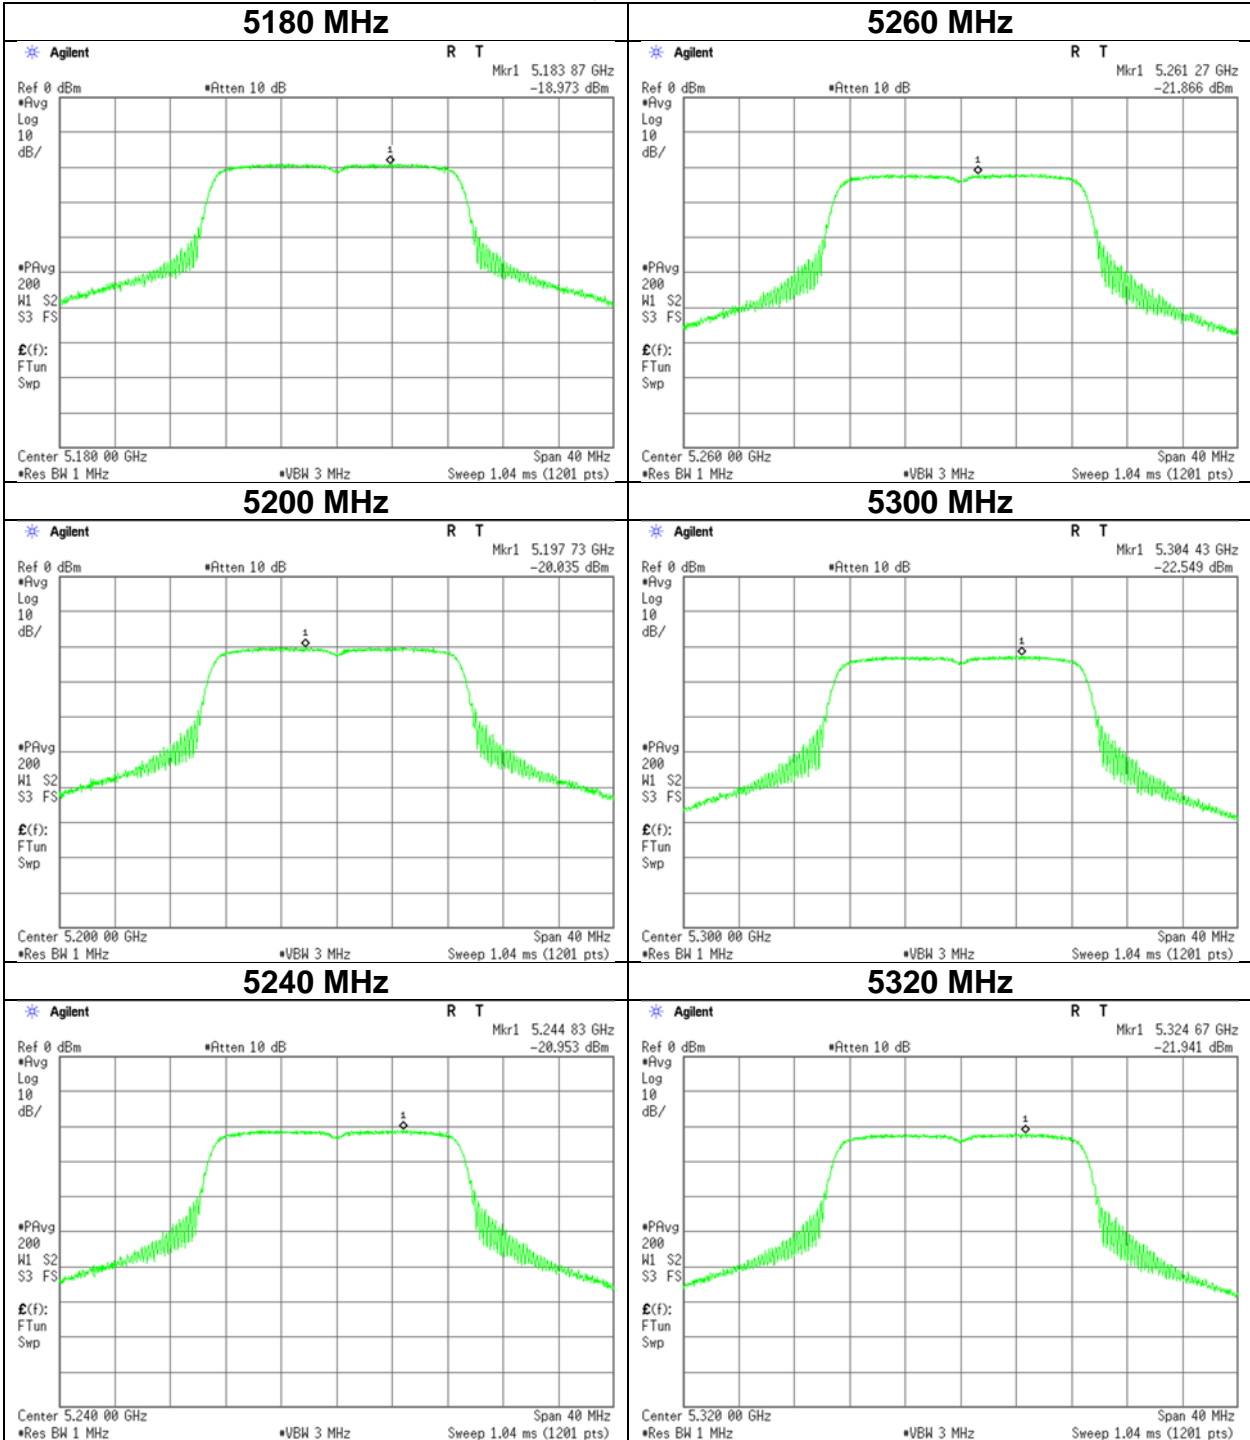 5180 MHz
Agilent R T
Mkr1 5.183 87 GHz
Ref 0 dBm *Atten 10 dB -18.973 dBm
*Avg
Log
10
dB/
1
*PAvg
200
W1 S2
S3 FS
£(f):
FTun
Swp
Center 5.180 00 GHz Span 40 MHz
*Res BW 1 MHz *VBW 3 MHz Sweep 1.04 ms (1201 pts)
5260 MHz
Agilent R T
Mkr1 5.261 27 GHz
Ref 0 dBm *Atten 10 dB -21.866 dBm
*Avg
Log
10
dB/
1
*PAvg
200
W1 S2
S3 FS
£(f):
FTun
Swp
Center 5.260 00 GHz Span 40 MHz
*Res BW 1 MHz *VBW 3 MHz Sweep 1.04 ms (1201 pts)
5200 MHz
Agilent R T
Mkr1 5.197 73 GHz
Ref 0 dBm *Atten 10 dB -20.035 dBm
*Avg
Log
10
dB/
1
*PAvg
200
W1 S2
S3 FS
£(f):
FTun
Swp
Center 5.200 00 GHz Span 40 MHz
*Res BW 1 MHz *VBW 3 MHz Sweep 1.04 ms (1201 pts)
5300 MHz
Agilent R T
Mkr1 5.304 43 GHz
Ref 0 dBm *Atten 10 dB -22.549 dBm
*Avg
Log
10
dB/
1
*PAvg
200
W1 S2
S3 FS
£(f):
FTun
Swp
Center 5.300 00 GHz Span 40 MHz
*Res BW 1 MHz *VBW 3 MHz Sweep 1.04 ms (1201 pts)
5240 MHz
Agilent R T
Mkr1 5.244 83 GHz
Ref 0 dBm *Atten 10 dB -20.953 dBm
*Avg
Log
10
dB/
1
*PAvg
200
W1 S2
S3 FS
£(f):
FTun
Swp
Center 5.240 00 GHz Span 40 MHz
*Res BW 1 MHz *VBW 3 MHz Sweep 1.04 ms (1201 pts)
5320 MHz
Agilent R T
Mkr1 5.324 67 GHz
Ref 0 dBm *Atten 10 dB -21.941 dBm
*Avg
Log
10
dB/
1
*PAvg
200
W1 S2
S3 FS
£(f):
FTun
Swp
Center 5.320 00 GHz Span 40 MHz
*Res BW 1 MHz *VBW 3 MHz Sweep 1.04 ms (1201 pts)